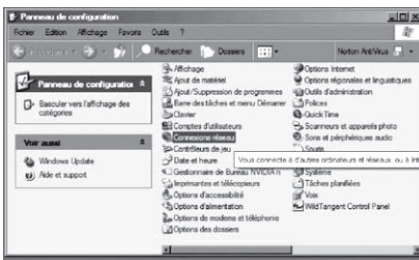 Panneau de configuration
Fichier Edition Affichage Favoris Outils ?
Rechercher Dossiers Norton AntiVirus
Panneau de configuratio
Basculer vers l'affichage des
catégories
Voir aussi
Windows Update
Aide et support
Affichage
Ajout de matériel
Ajout/Suppression de programmes
Barre des tâches et menu Démarrer
Clavier
Comptes d'utilisateurs
Connexions réseau
Contrôleurs de jeu
Date et heure
Gestionnaire de Bureau NVIDIA n
Imprimantes et télécopieurs
Options d'accessibilité
Options d'alimentation
Options de modems et téléphonie
Options des dossiers
Options Internet
Options régionales et linguistiques
Outils d'administration
Polices
QuickTime
Scanneurs et appareils photo
Sons et périphériques audio
Souris
Vous connecte à d'autres ordinateurs et réseaux, ou à Int
Système
Tâches planifiées
Voix
WildTangent Control Panel